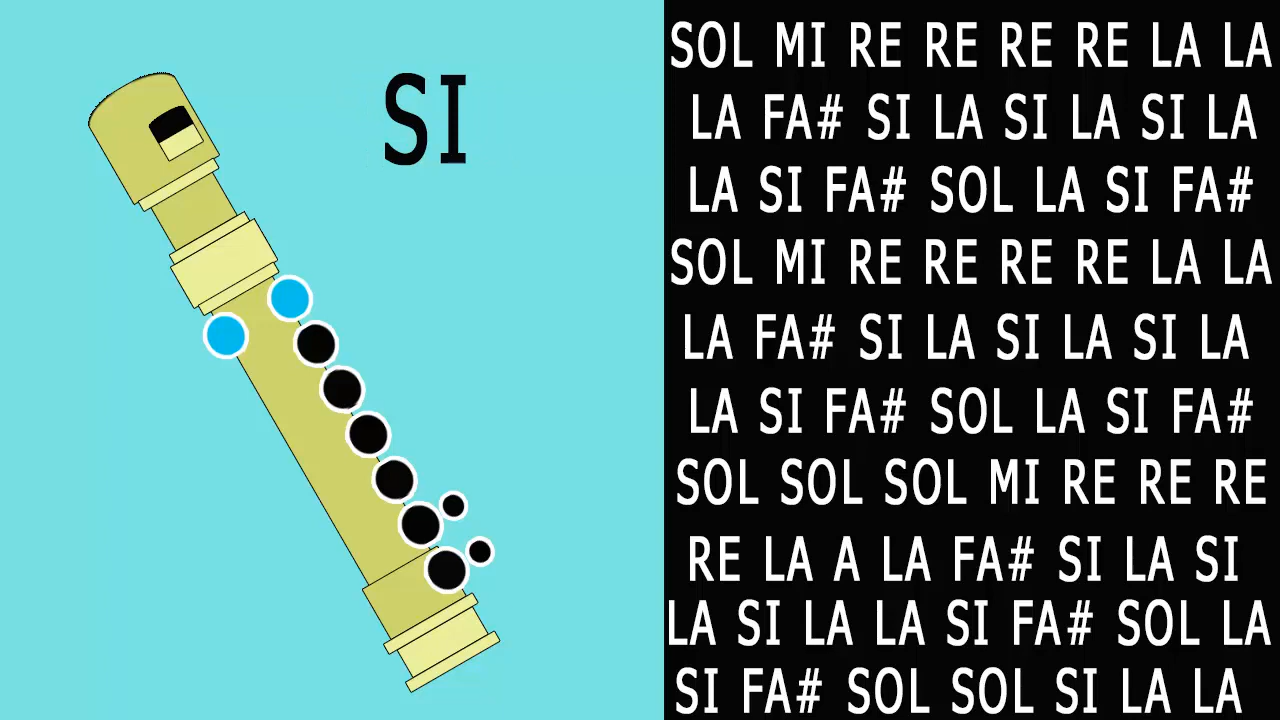 SI
SOL MI RE RE RE RE LA LA
LA FA# SI LA SI LA SI LA
LA SI FA# SOL LA SI FA#
SOL MI RE RE RE RE LA LA
LA FA# SI LA SI LA SI LA
LA SI FA# SOL LA SI FA#
SOL SOL SOL MI RE RE RE
RE LA A LA FA# SI LA SI
LA SI LA LA SI FA# SOL LA
SI FA# SOL SOL SI LA LA